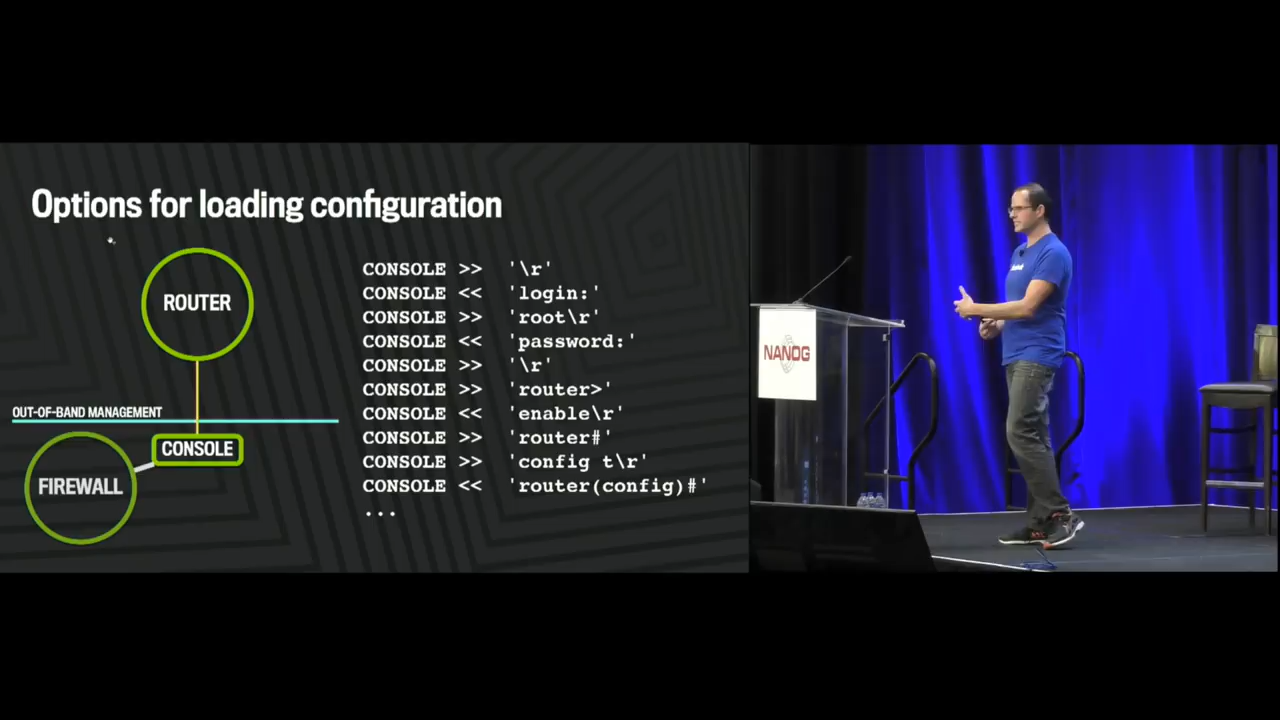 Options for loading configuration
ROUTER
OUT-OF-BAND MANAGEMENT
CONSOLE
FIREWALL
CONSOLE >> '\r'
CONSOLE << 'login:'
CONSOLE >> 'root\r'
CONSOLE << 'password:'
CONSOLE >> '\r'
CONSOLE >> 'router>'
CONSOLE << 'enable\r'
CONSOLE >> 'router#'
CONSOLE >> 'config t\r'
CONSOLE << 'router(config)#'
...
NANOG